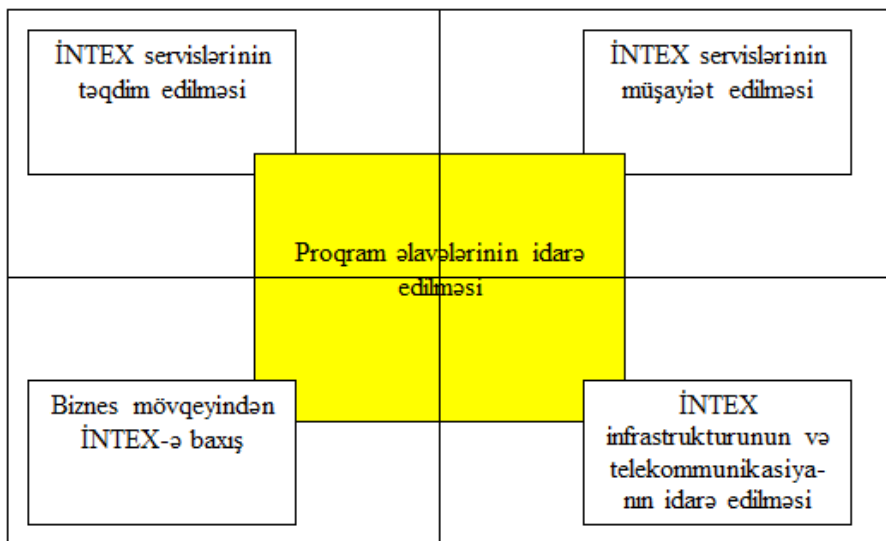 İNTEX servislərinin
təqdim edilməsi
İNTEX servislərinin
müşayiət edilməsi
Proqram əlavələrinin idarə
edilməsi
Biznes mövqeyindən
İNTEX-ə baxış
İNTEX
infrastrukturunun və
telekommunikasiya-
nın idarə edilməsi